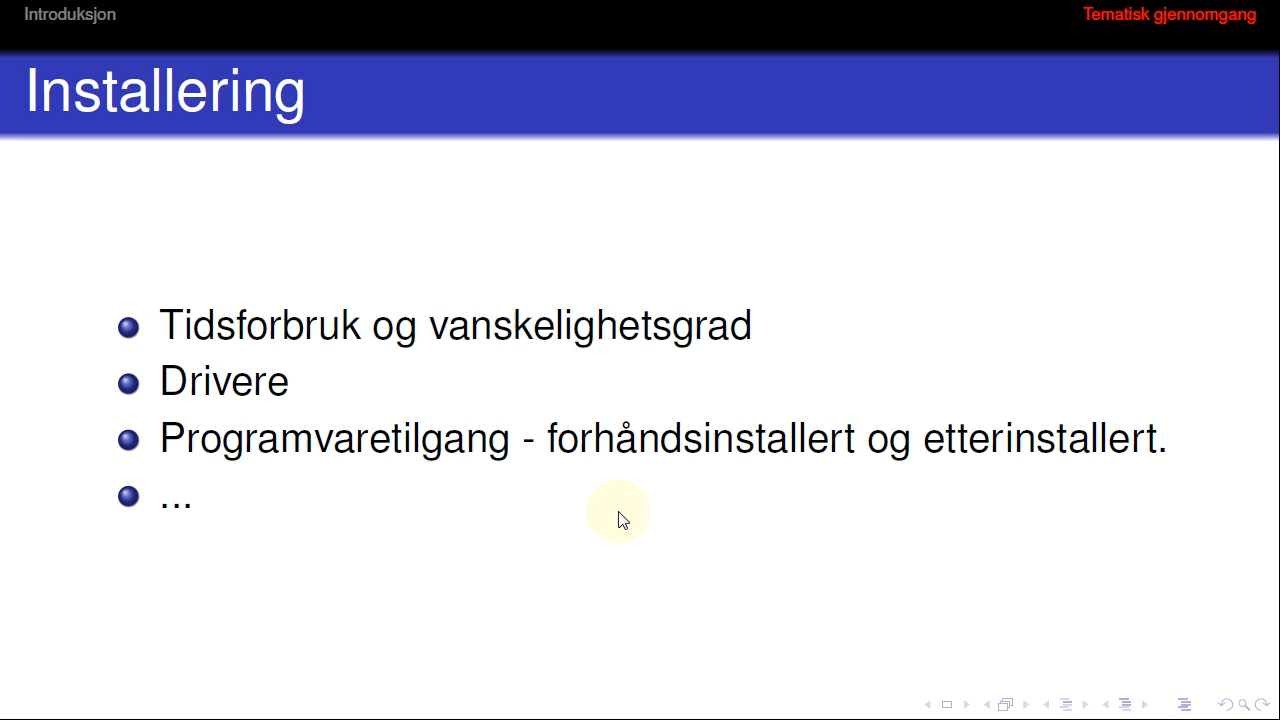 Introduksjon
Tematisk gjennomgang
Installering
Tidsforbruk og vanskelighetsgrad
Drivere
Programvaretilgang - forhåndsinstallert og etterinstallert.
...